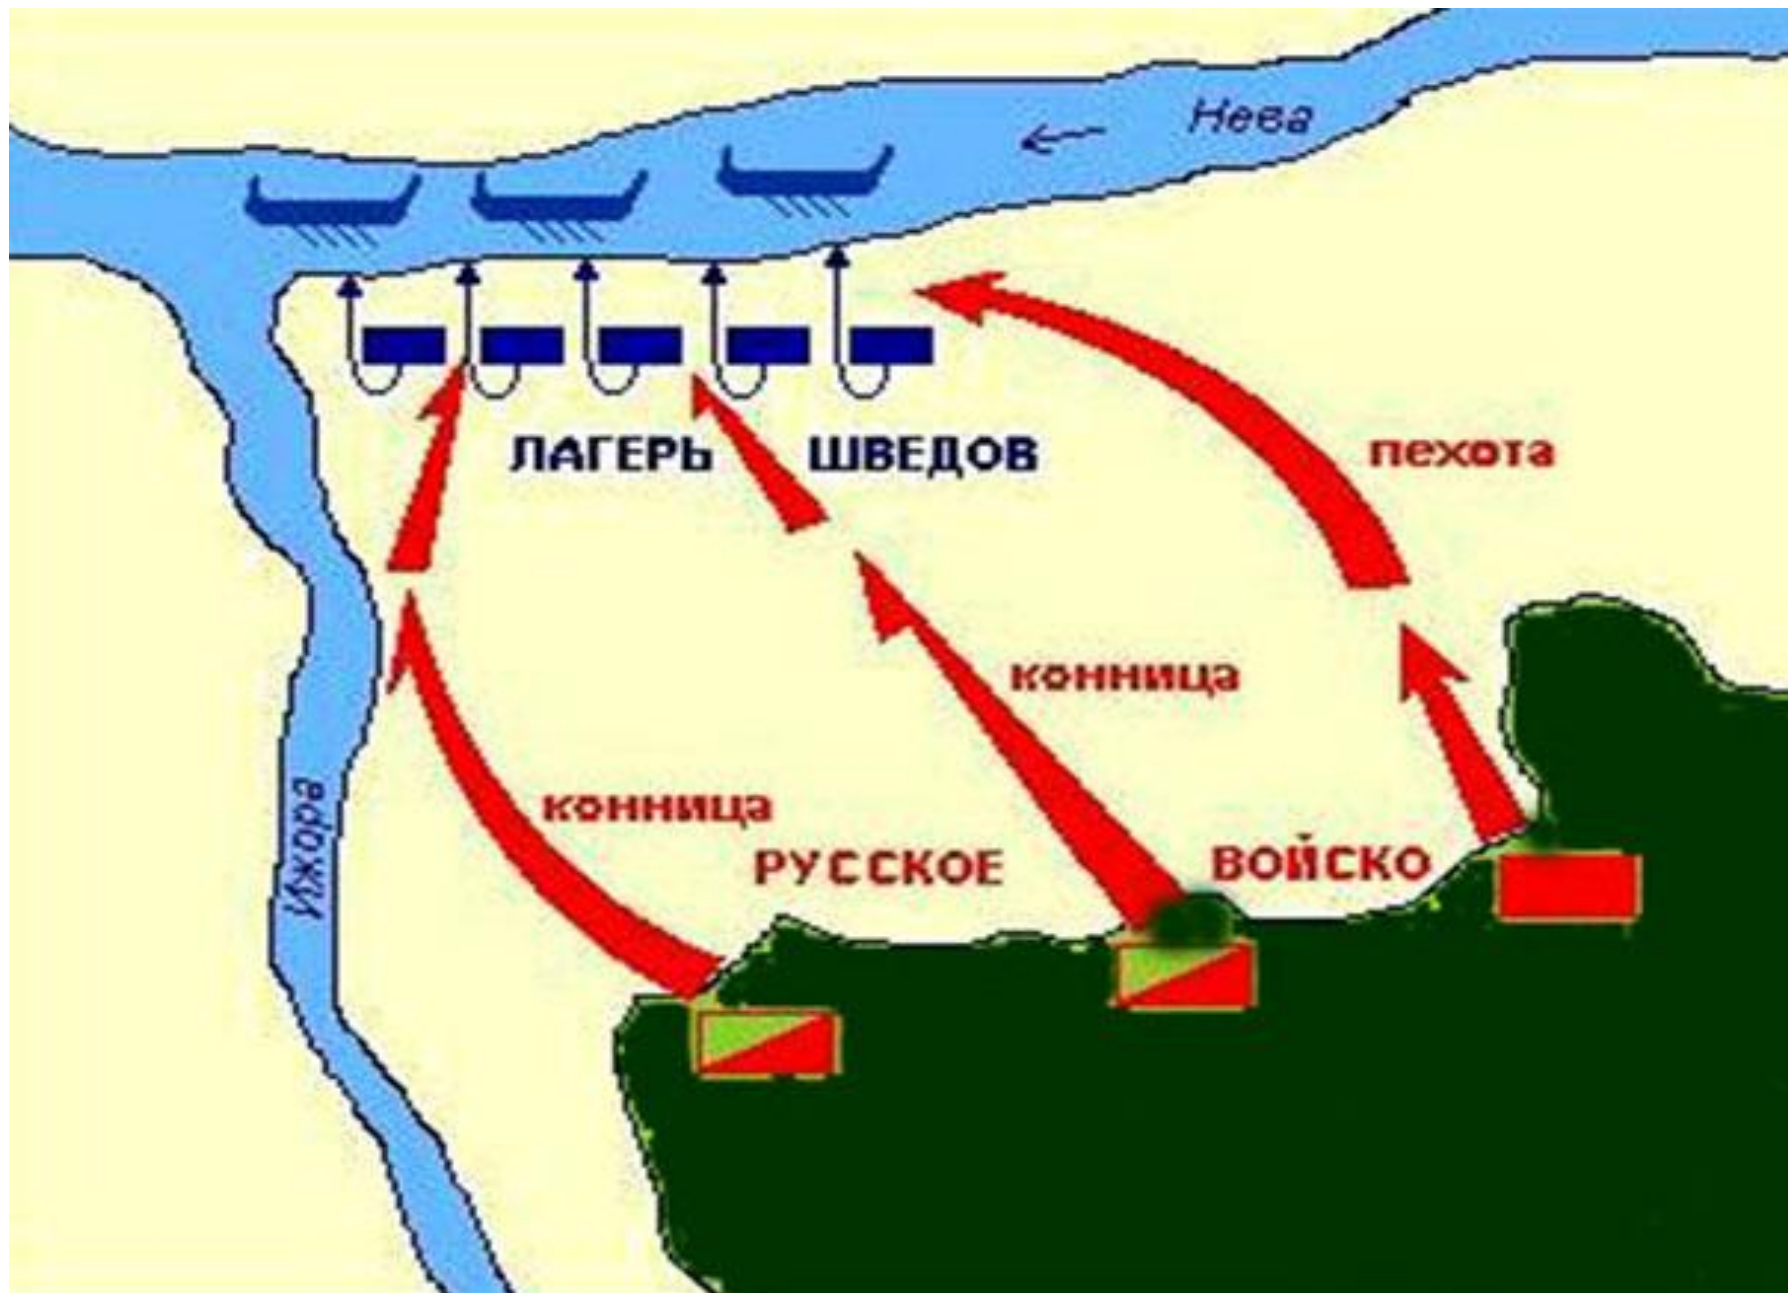 Нева
ЛАГЕРЬ ШВЕДОВ
пехота
конница
конница
РУССКОЕ ВОЙСКО
Ижора